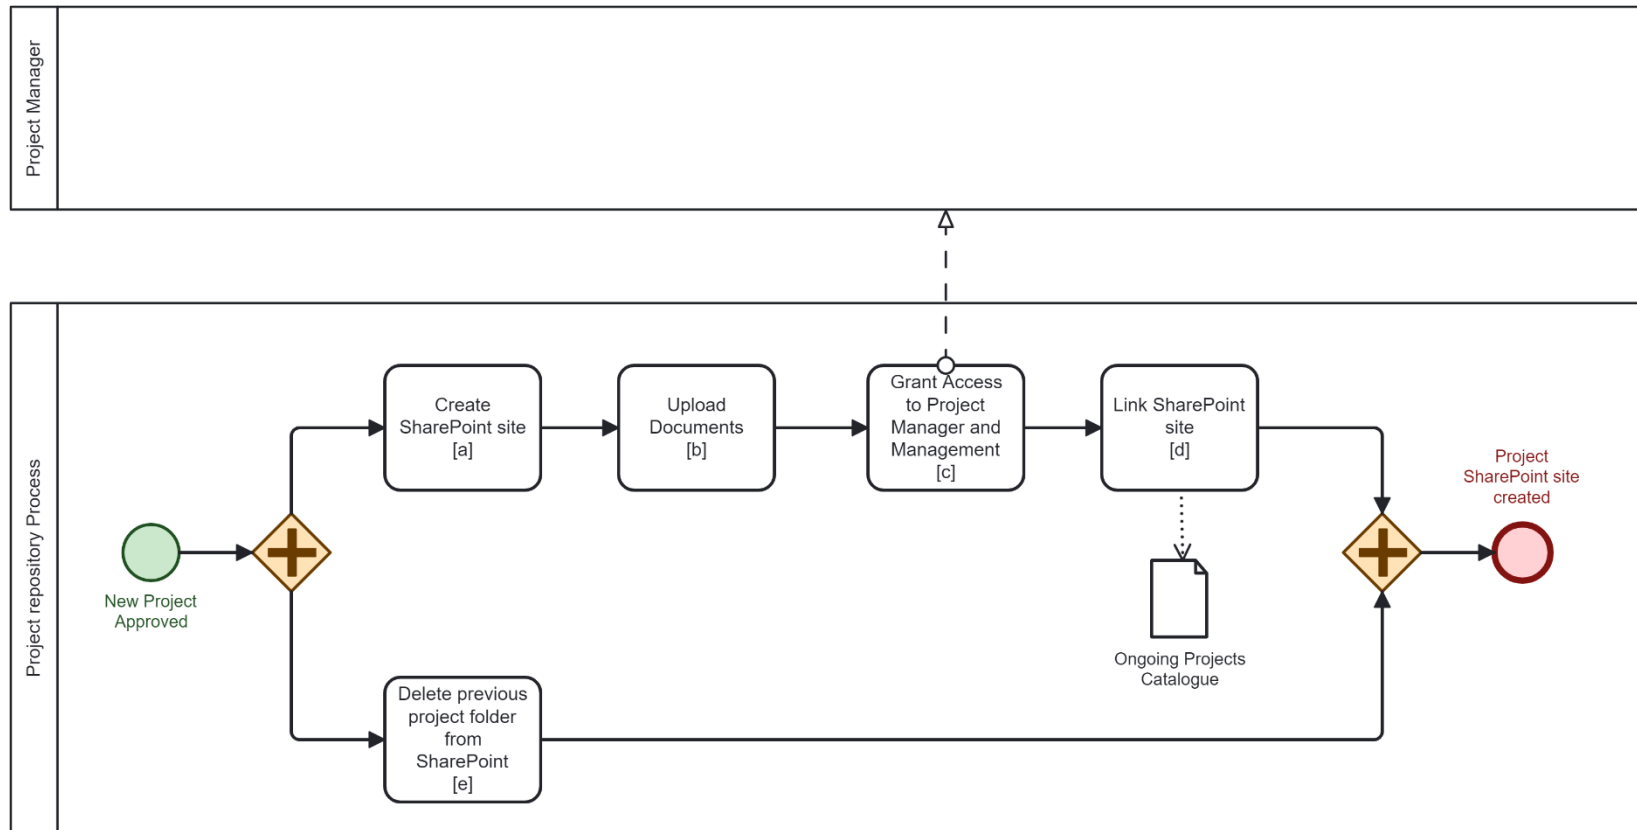 Project Manager
Project repository Process
New Project
Approved
Create
SharePoint site
[a]
Upload
Documents
[b]
Grant Access
to Project
Manager and
Management
[c]
Link SharePoint
site
[d]
Ongoing Projects
Catalogue
Delete previous
project folder
from
SharePoint
[e]
Project
SharePoint site
created